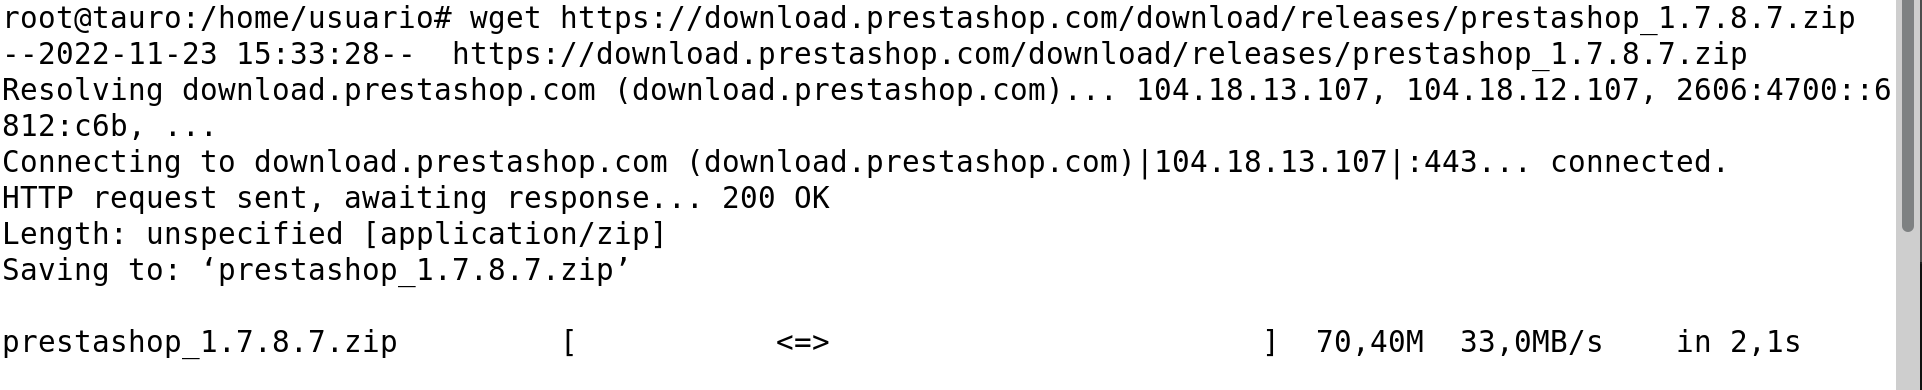 root@tauro:/home/usuario# wget https://download.prestashop.com/download/releases/prestashop_1.7.8.7.zip
--2022-11-23 15:33:28--  https://download.prestashop.com/download/releases/prestashop_1.7.8.7.zip
Resolving download.prestashop.com (download.prestashop.com)... 104.18.13.107, 104.18.12.107, 2606:4700::6
812:c6b, ...
Connecting to download.prestashop.com (download.prestashop.com)|104.18.13.107|:443... connected.
HTTP request sent, awaiting response... 200 OK
Length: unspecified [application/zip]
Saving to: ‘prestashop_1.7.8.7.zip’
prestashop_1.7.8.7.zip         [           <=>                        ]  70,40M  33,0MB/s    in 2,1s